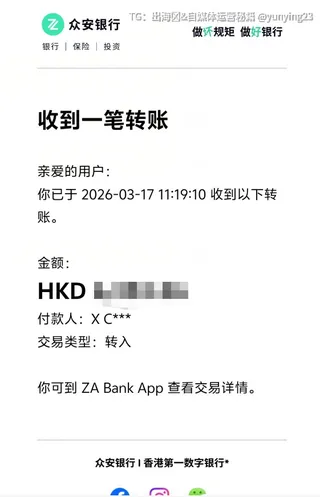 TG：出海网&自媒体运营秘籍 @yunying23
众安银行
银行 | 保险 | 投资
做好规矩 做好银行
收到一笔转账
亲爱的用户：
你已于 2026-03-17 11:19:10 收到以下转
账。
金额：
HKD
付款人：X C***
交易类型：转入
你可到 ZA Bank App 查看交易详情。
众安银行 I 香港第一数字银行*